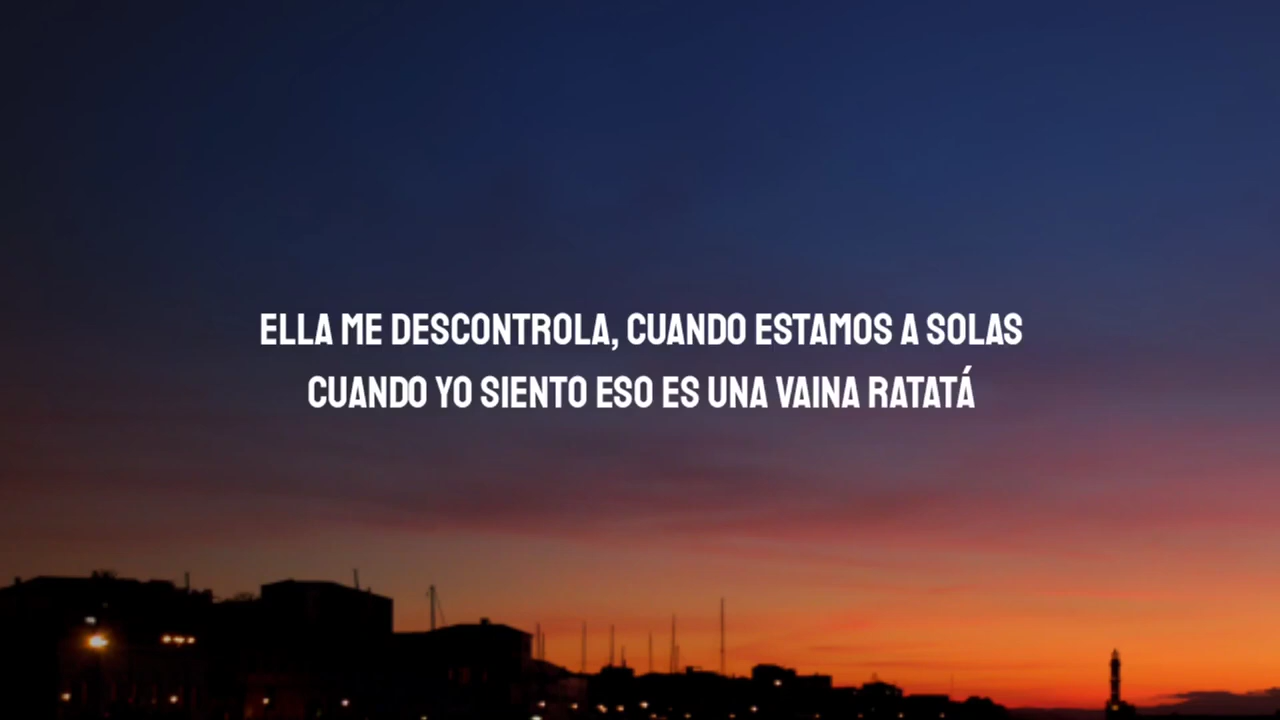 ELLA ME DESCONTROLA, CUANDO ESTAMOS A SOLAS
CUANDO YO SIENTO ESO ES UNA VAINA RATATÁ